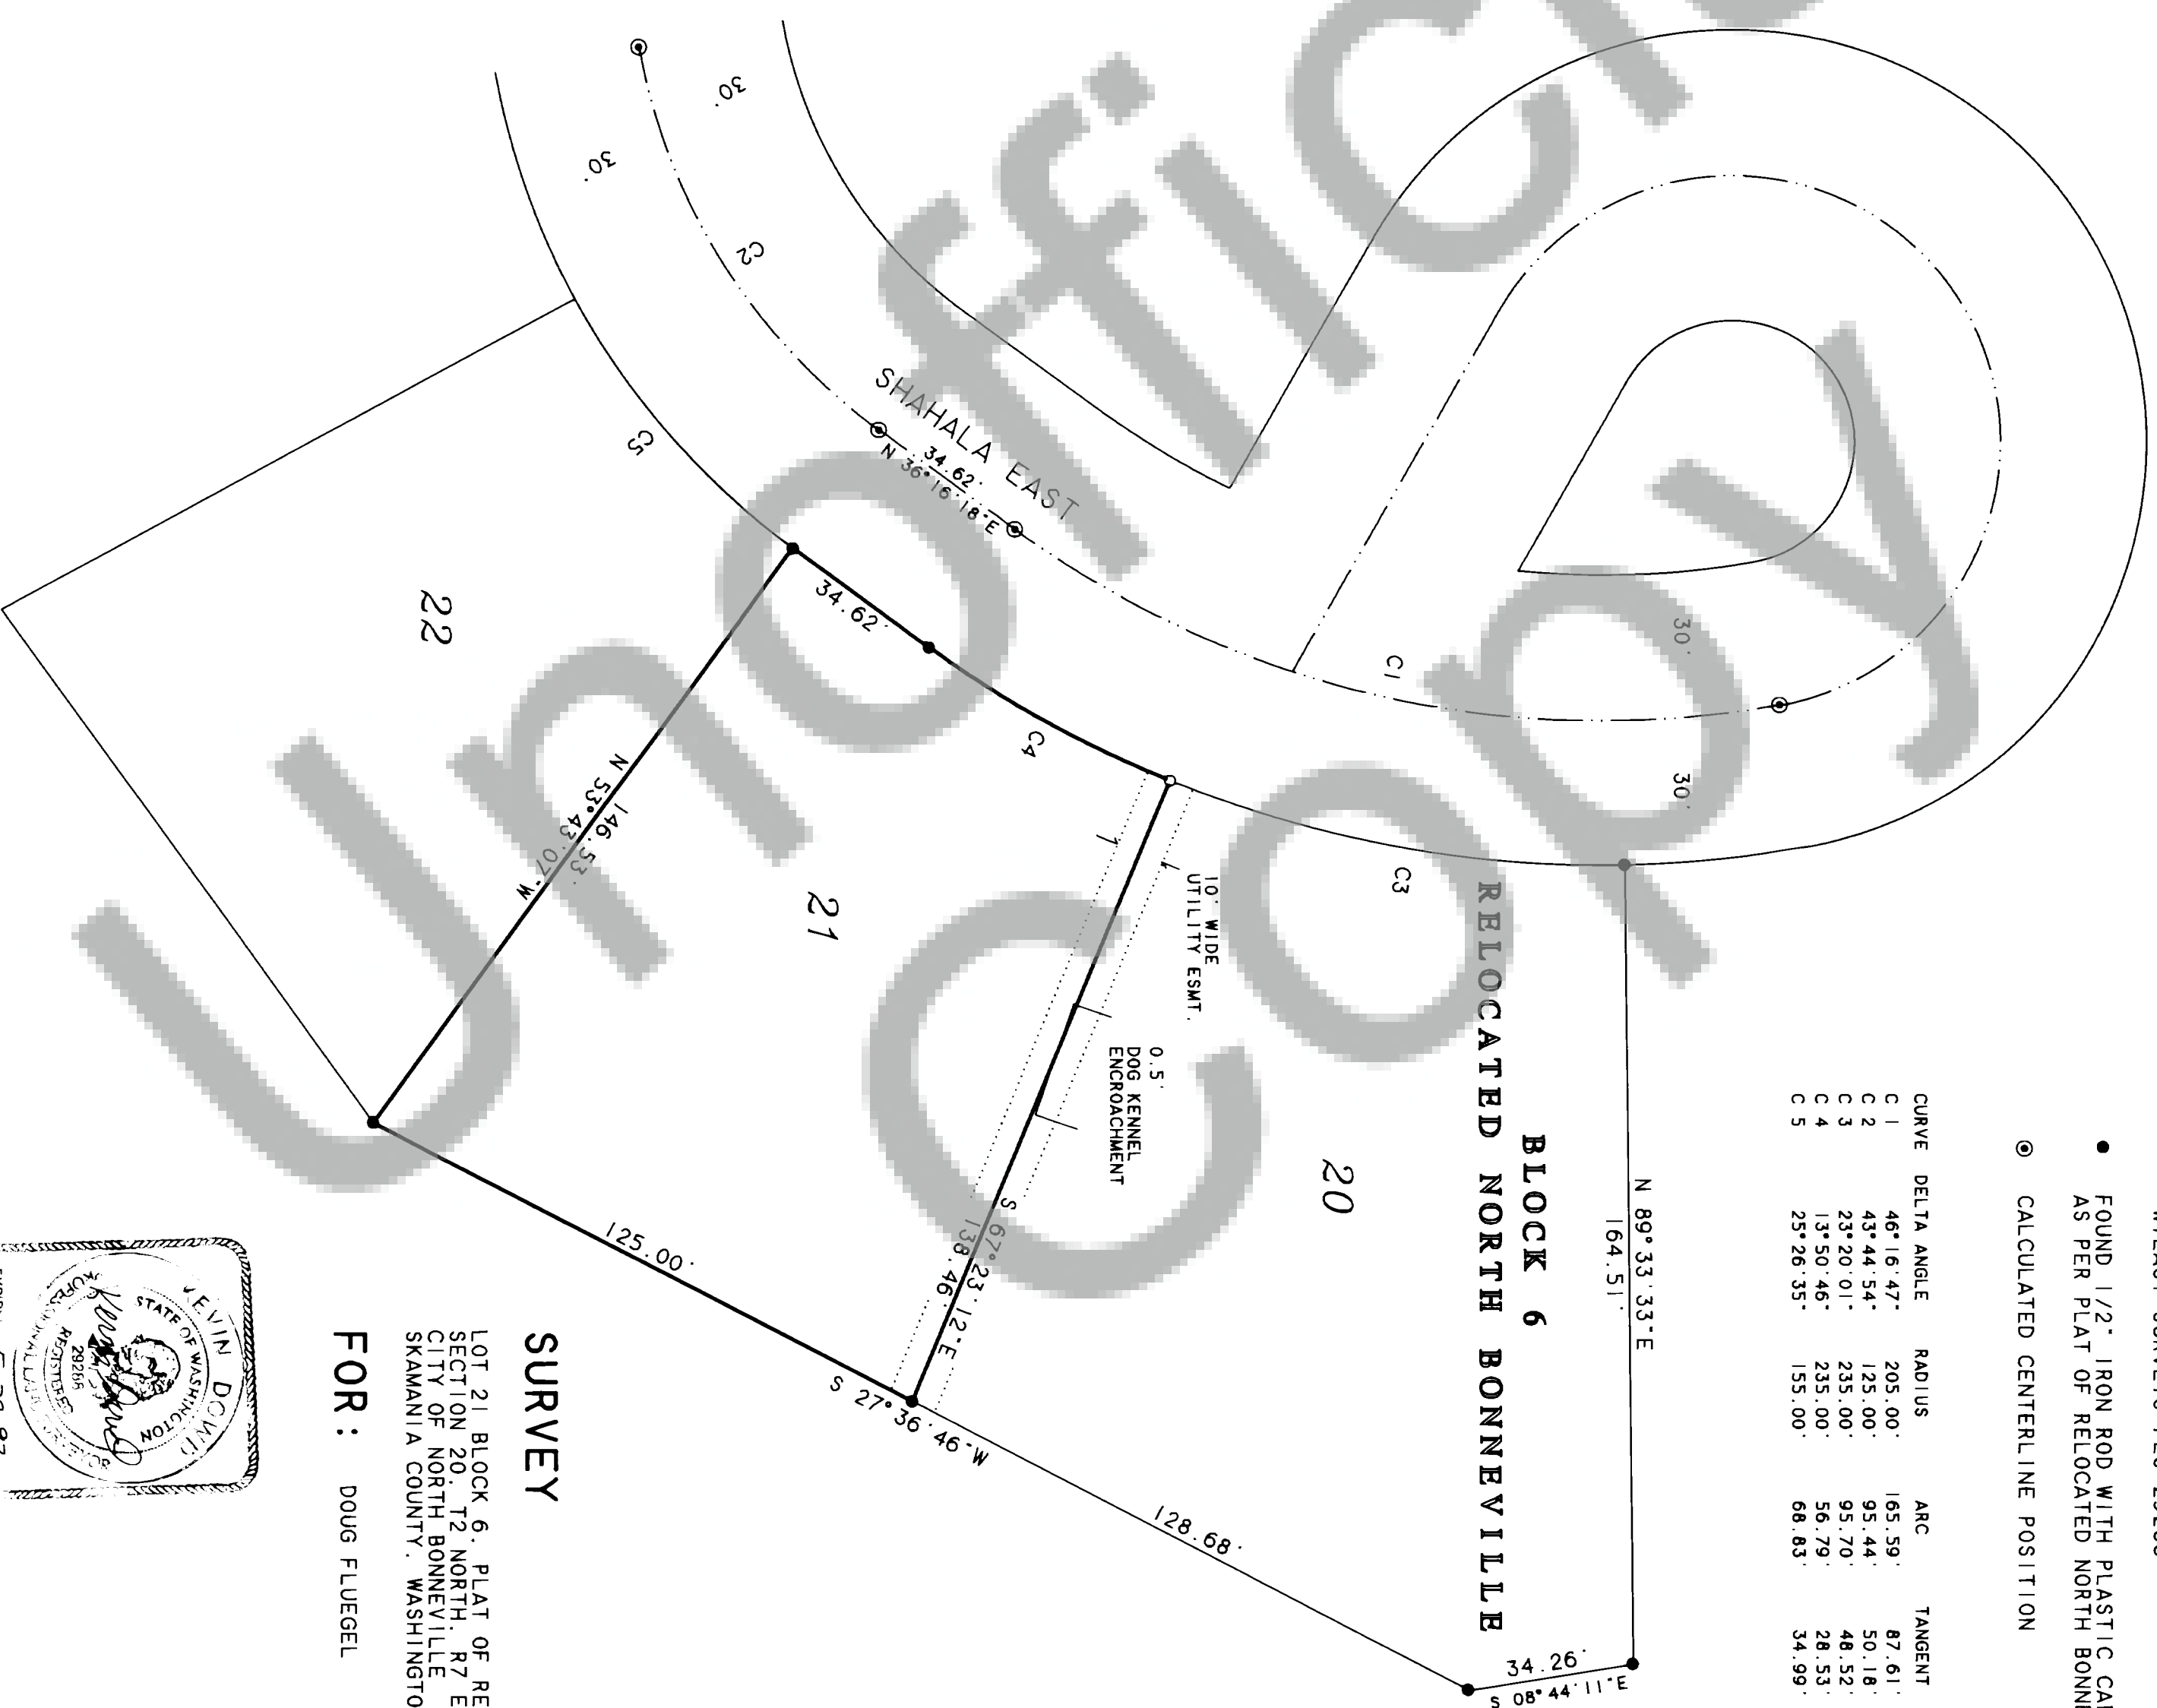 Unofficial
Copy
● FOUND 1/2" IRON ROD WITH PLASTIC
AS PER PLAT OF RELOCATED NORTH
◉ CALCULATED CENTERLINE POSITION
CURVE DELTA ANGLE RADIUS ARC TANGENT
C 1 46°16'47" 205.00' 165.59' 87.61'
C 2 43°44'54" 125.00' 95.44' 50.18'
C 3 23°20'01" 235.00' 95.70' 48.52'
C 4 13°50'46" 235.00' 56.79' 28.53'
C 5 25°26'35" 155.00' 68.83' 34.99'
30'
30'
C2
SHAHALA EAST
34.62'
N 36°16'18"E
C5
34.62'
C4
C1
30'
30'
C3
N 89°33'33"E
164.51'
BLOCK 6
RELOCATED NORTH BONNEVILLE
10' WIDE
UTILITY ESMT.
0.5'
DOG KENNEL
ENCROACHMENT
20
21
22
146.53'
N 53°43'07"W
S 67°23'12"E
138.46'
125.00'
S 27°36'46"W
128.68'
34.26'
S 08°44'11"E
SURVEY
LOT 21 BLOCK 6. PLAT OF
SECTION 20. T2 NORTH. R7 E
CITY OF NORTH BONNEVILLE
SKAMANIA COUNTY.
FOR: DOUG FLUEGEL
KEVIN DOWD
STATE OF WASHINGTON
29286
REGISTERED